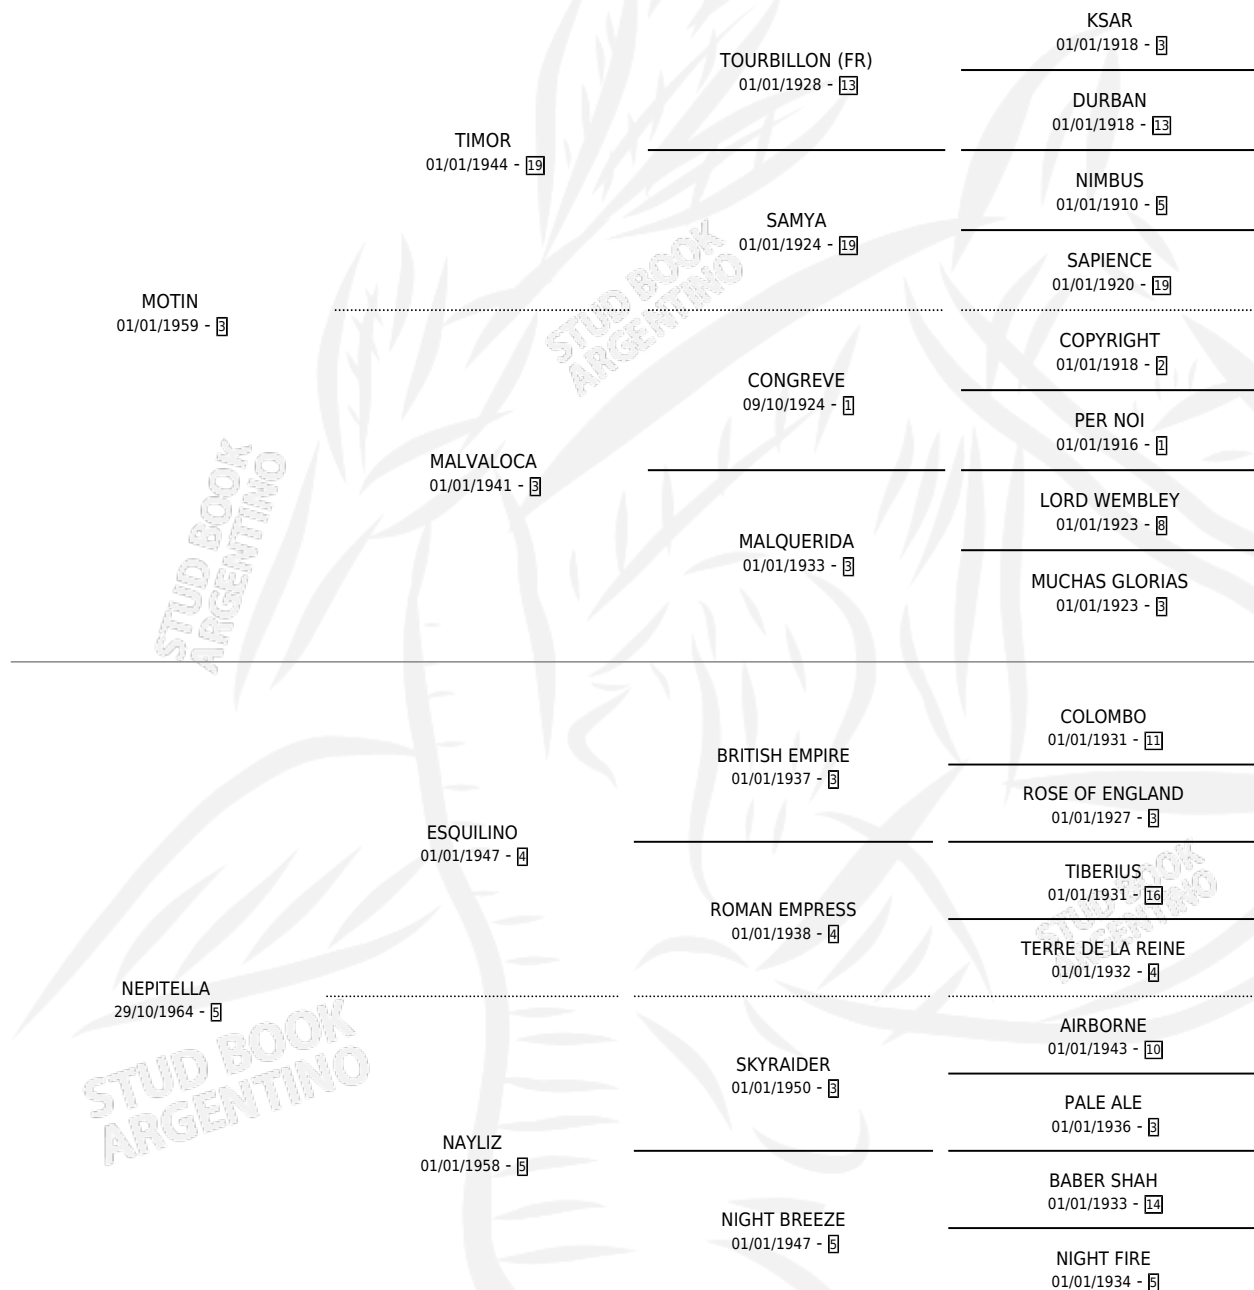 KSAR
01/01/1918 - 3
TOURBILLON (FR)
01/01/1928 - 13
DURBAN
01/01/1918 - 13
TIMOR
01/01/1944 - 19
NIMBUS
01/01/1910 - 5
SAMYA
01/01/1924 - 19
SAPIENCE
01/01/1920 - 19
MOTIN
01/01/1959 - 3
COPYRIGHT
01/01/1918 - 2
CONGREVE
09/10/1924 - 1
PER NOI
01/01/1916 - 1
MALVALOCA
01/01/1941 - 3
LORD WEMBLEY
01/01/1923 - 8
MALQUERIDA
01/01/1933 - 3
MUCHAS GLORIAS
01/01/1923 - 3
STUD BOOK
ARGENTINO
STUD BOOK
ARGENTINO
COLOMBO
01/01/1931 - 11
BRITISH EMPIRE
01/01/1937 - 3
ROSE OF ENGLAND
01/01/1927 - 3
ESQUILINO
01/01/1947 - 4
TIBERIUS
01/01/1931 - 16
ROMAN EMPRESS
01/01/1938 - 4
TERRE DE LA REINE
01/01/1932 - 4
NEPITELLA
29/10/1964 - 5
AIRBORNE
01/01/1943 - 10
SKYRAIDER
01/01/1950 - 3
PALE ALE
01/01/1936 - 3
NAYLIZ
01/01/1958 - 5
BABER SHAH
01/01/1933 - 14
NIGHT BREEZE
01/01/1947 - 5
NIGHT FIRE
01/01/1934 - 5
STUD BOOK
ARGENTINO
STUD BOOK
ARGENTINO